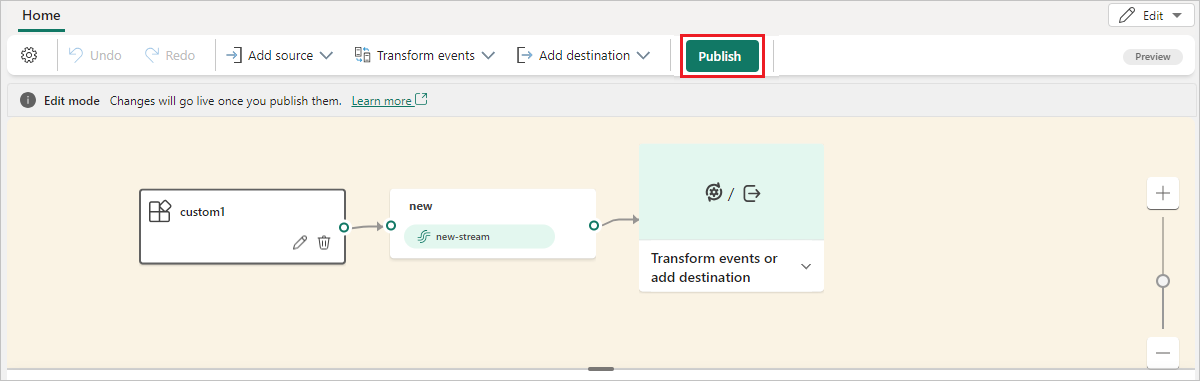 Home
Edit
Undo
Redo
Add source
Transform events
Add destination
Publish
Preview
Edit mode Changes will go live once you publish them. Learn more
custom1
new
new-stream
/
Transform events or
add destination